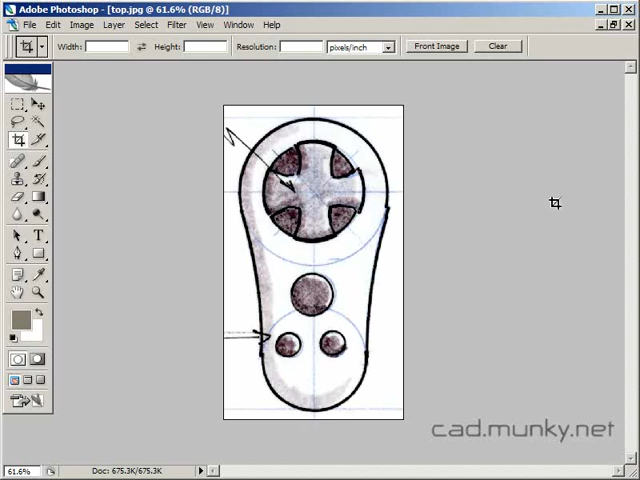 Adobe Photoshop - [top.jpg @ 61.6% (RGB/8)]
File Edit Image Layer Select Filter View Window Help
Width: Height: Resolution: pixels/inch Front Image Clear
T
cad.munky.net
61.6% Doc: 675.3K/675.3K